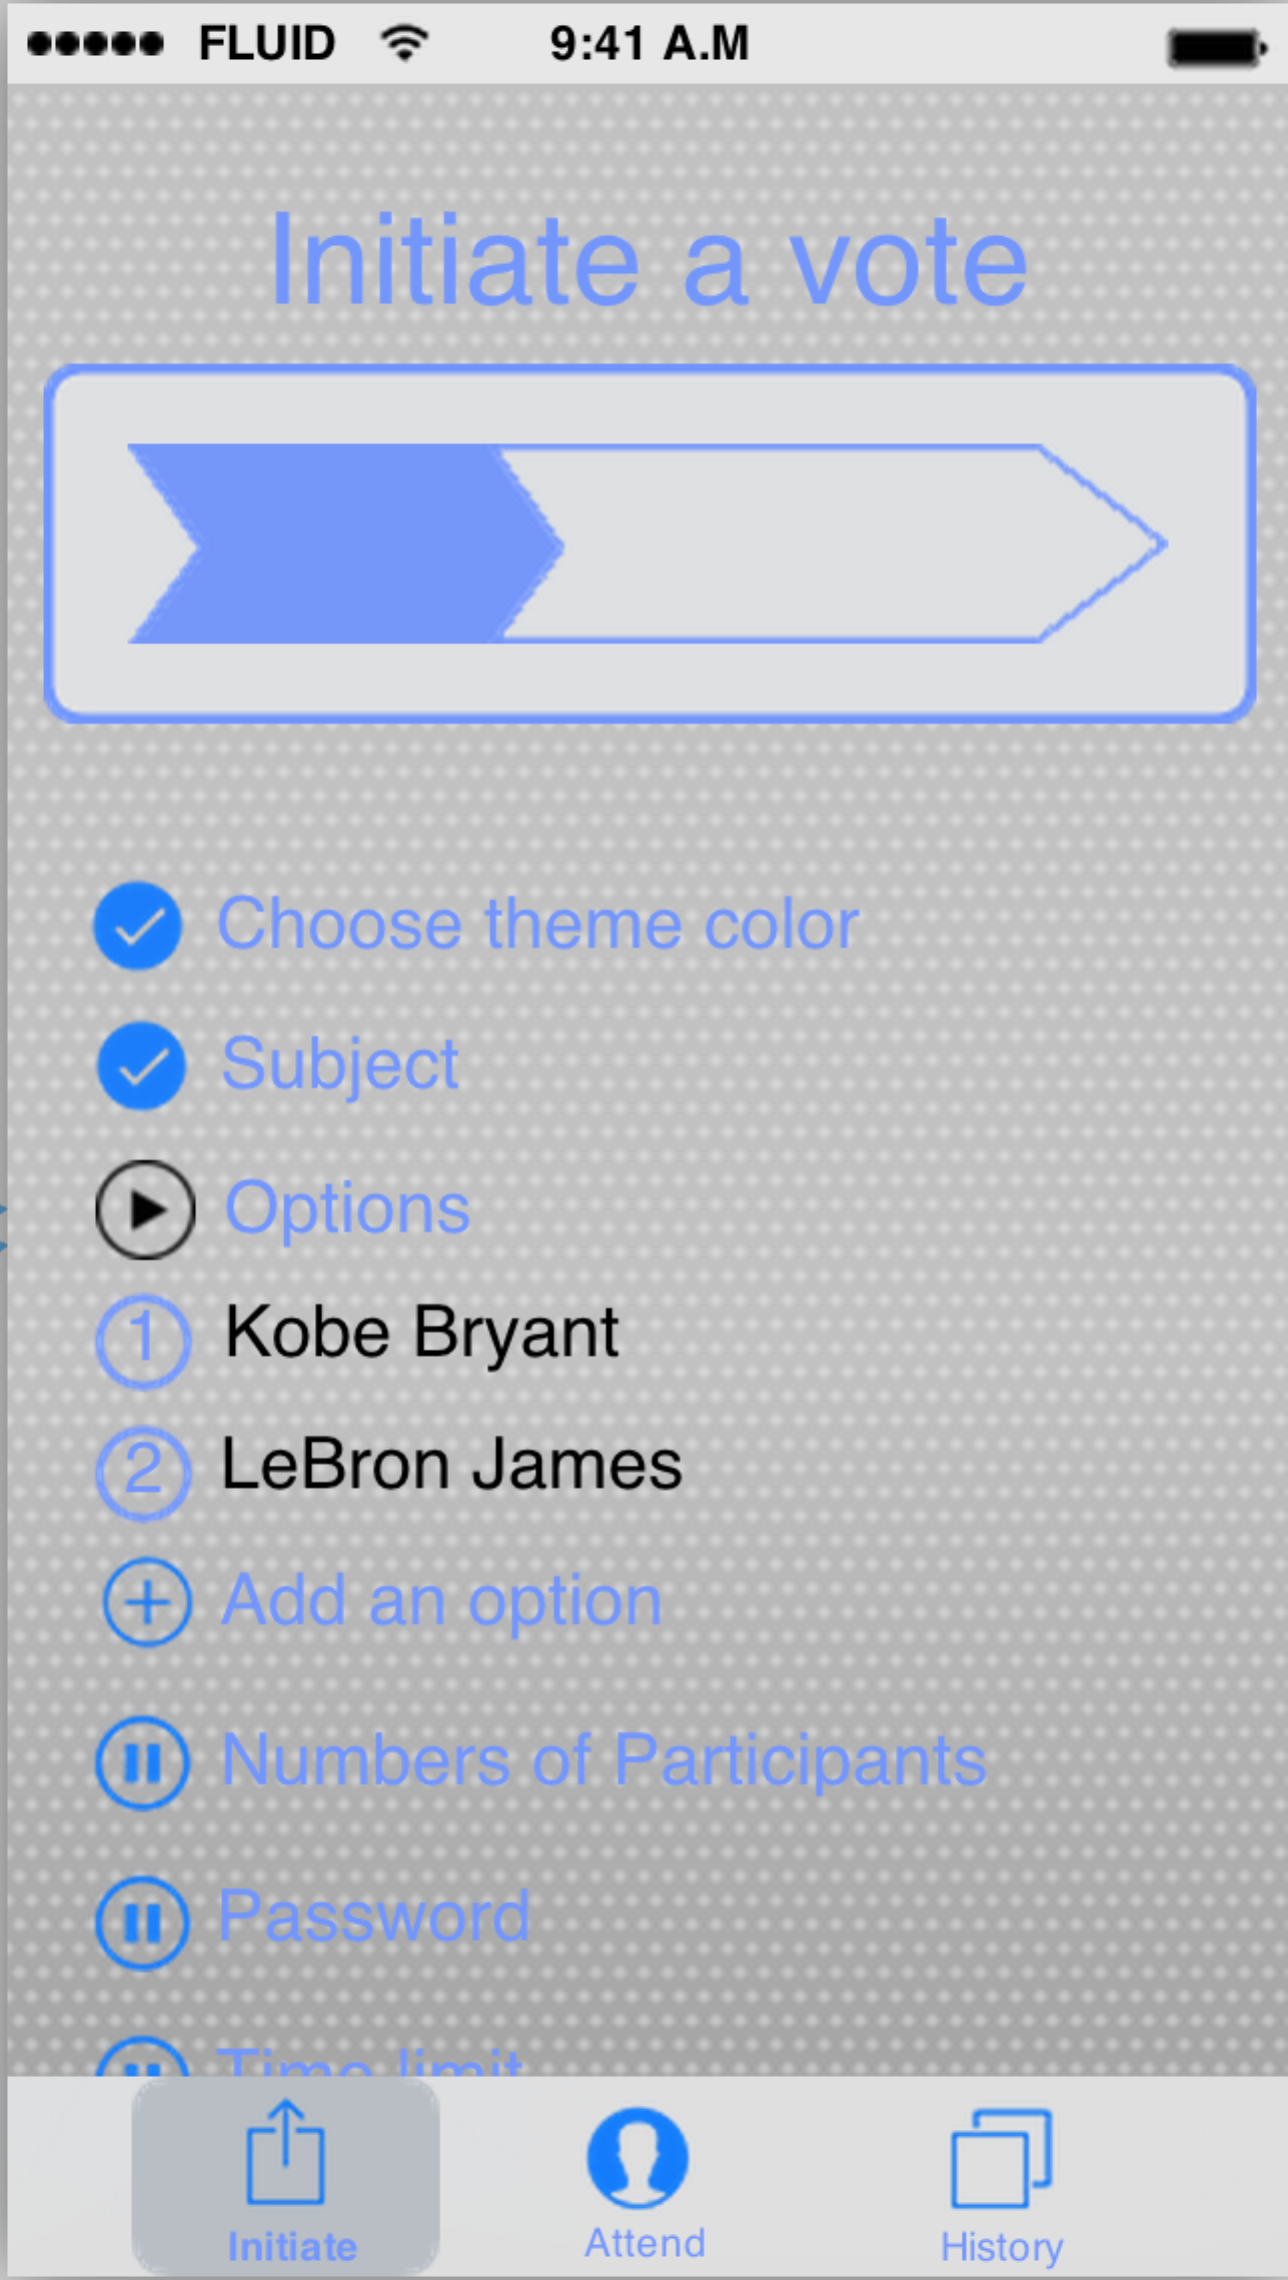 FLUID 9:41 A.M
Initiate a vote
Choose theme color
Subject
Options
1 Kobe Bryant
2 LeBron James
Add an option
Numbers of Participants
Password
Time limit
Initiate Attend History